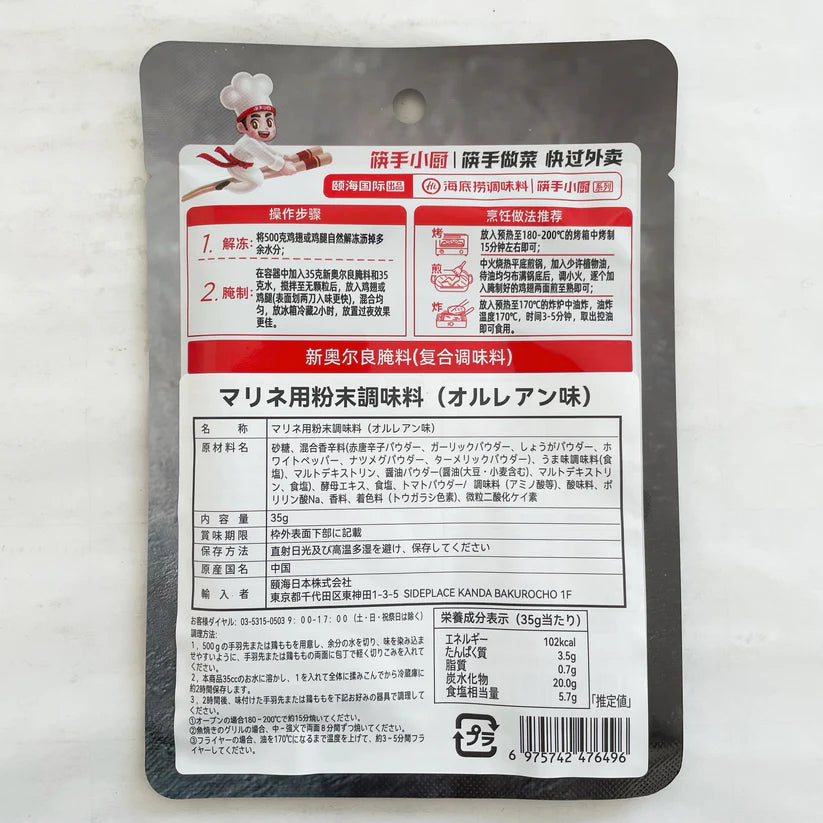 筷手小厨 | 筷手做菜 快过外卖
颐海国际 出品 海底捞调味料 | 筷手小厨 系列
操作步骤
1. 解冻: 将500克鸡翅或鸡腿自然解冻沥掉多
余水分；
2. 腌制: 在容器中加入35克新奥尔良腌料和35
克水，搅拌至无颗粒后，放入鸡翅或
鸡腿(表面划两刀入味更快)，混合均
匀，放冰箱冷藏2小时，放置过夜效果
更佳。
烹饪做法推荐
烤 放入预热至180-200℃的烤箱中烤制
15分钟左右即可；
煎 中火烧热平底煎锅，加入少许植物油，
待油均匀布满锅底后，调小火，逐个加
入腌制好的鸡翅两面煎至熟即可；
炸 放入预热至170℃的炸炉中油炸，油炸
温度170℃，时间3-5分钟，取出控油
即可食用。
新奥尔良腌料(复合调味料)
マリネ用粉末調味料（オルレアン味）
名 称 マリネ用粉末調味料（オルレアン味）
原材料名 砂糖、混合香辛料(赤唐辛子パウダー、ガーリックパウダー、しょうがパウダー、ホ
ワイトペッパー、ナツメグパウダー、ターメリックパウダー)、うま味調味料(食
塩)、マルトデキストリン、醤油パウダー(醤油(大豆・小麦含む)、マルトデキストリ
ン、食塩)、酵母エキス、食塩、トマトパウダー/ 調味料（アミノ酸等)、酸味料、ポ
リリン酸Na、香料、着色料（トウガラシ色素)、微粒二酸化ケイ素
内 容 量 35g
賞味期限 枠外表面下部に記載
保存方法 直射日光及び高温多湿を避け、保存してください
原産国名 中国
輸 入 者 颐海日本株式会社
東京都千代田区東神田1-3-5 SIDEPLACE KANDA BAKUROCHO 1F
お客様ダイヤル: 03-5315-0503 9：00-17：00（土・日・祝祭日は除く）
調理方法:
1，500ｇの手羽先または鶏ももを用意し、余分の水を切り、味を染み込ま
せやすいように、手羽先または鶏ももの両面に包丁で軽く切りこみを入れて
ください。
2，本商品35ccのお水に溶かし、1を入れて全体に揉みこんでから冷蔵庫に
約2時間保存します。
3，2時間後、味付けた手羽先または鶏ももを下記お好みの器具で調理して
ください。
①オーブンの場合180－200℃で約15分焼いてください。
②魚焼きのグリルの場合、中－強火で両面８分間ずつ焼いてください。
③フライヤーの場合、油を170℃になるまで温度を上げて、約3－5分間フラ
イヤーしてください。
栄養成分表示（35g当たり）
エネルギー 102kcal
たんぱく質 3.5g
脂質 0.7g
炭水化物 20.0g
食塩相当量 5.7g
「推定値」
プラ
6 975742 476496